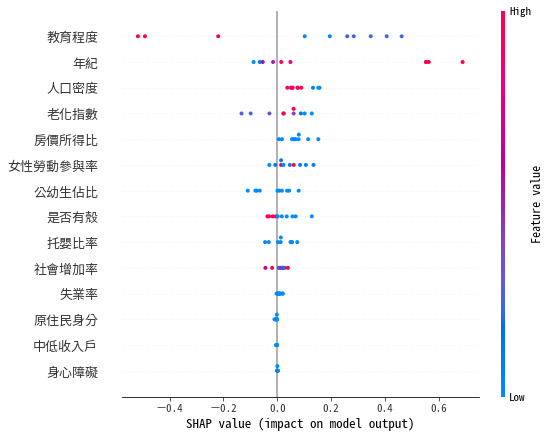 High
教育程度
年紀
人口密度
老化指數
房價所得比
女性勞動參與率
公幼生佔比
是否有殼
托嬰比率
社會增加率
失業率
原住民身分
中低收入戶
身心障礙
Feature value
Low
−0.4 −0.2 0.0 0.2 0.4 0.6
SHAP value (impact on model output)